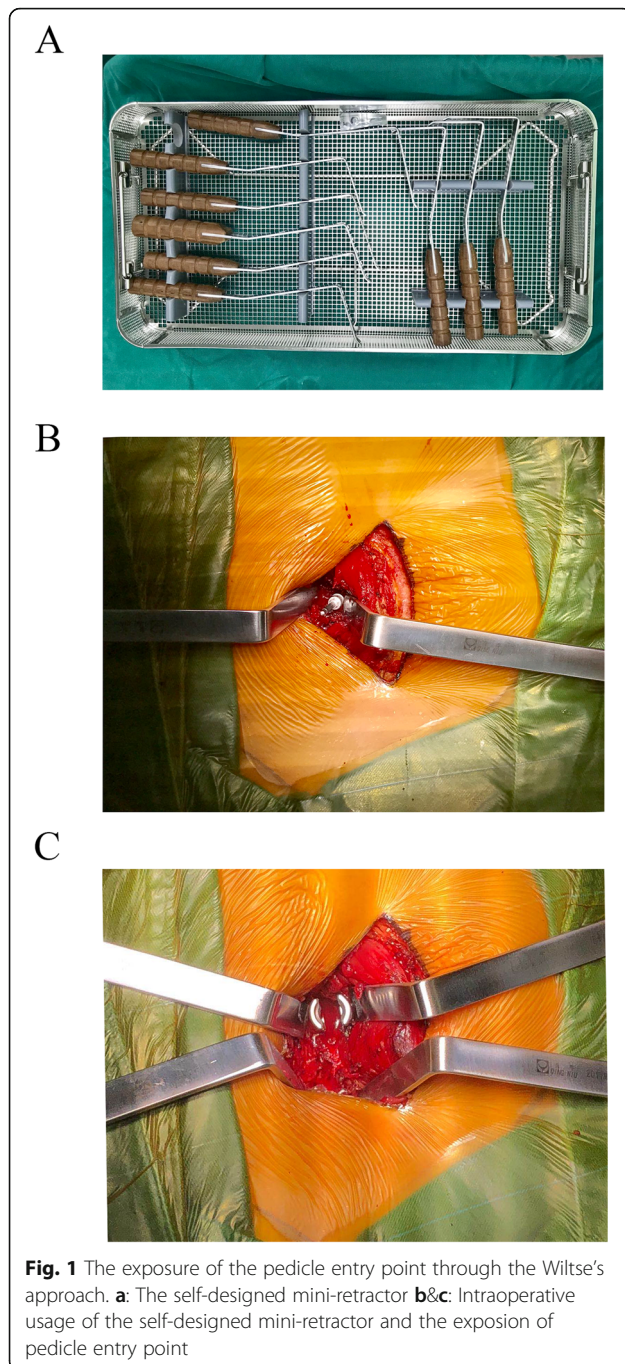 A
B
C
Fig. 1 The exposure of the pedicle entry point through the Wiltse's
approach. a: The self-designed mini-retractor b&c: Intraoperative
usage of the self-designed mini-retractor and the exposion of
pedicle entry point